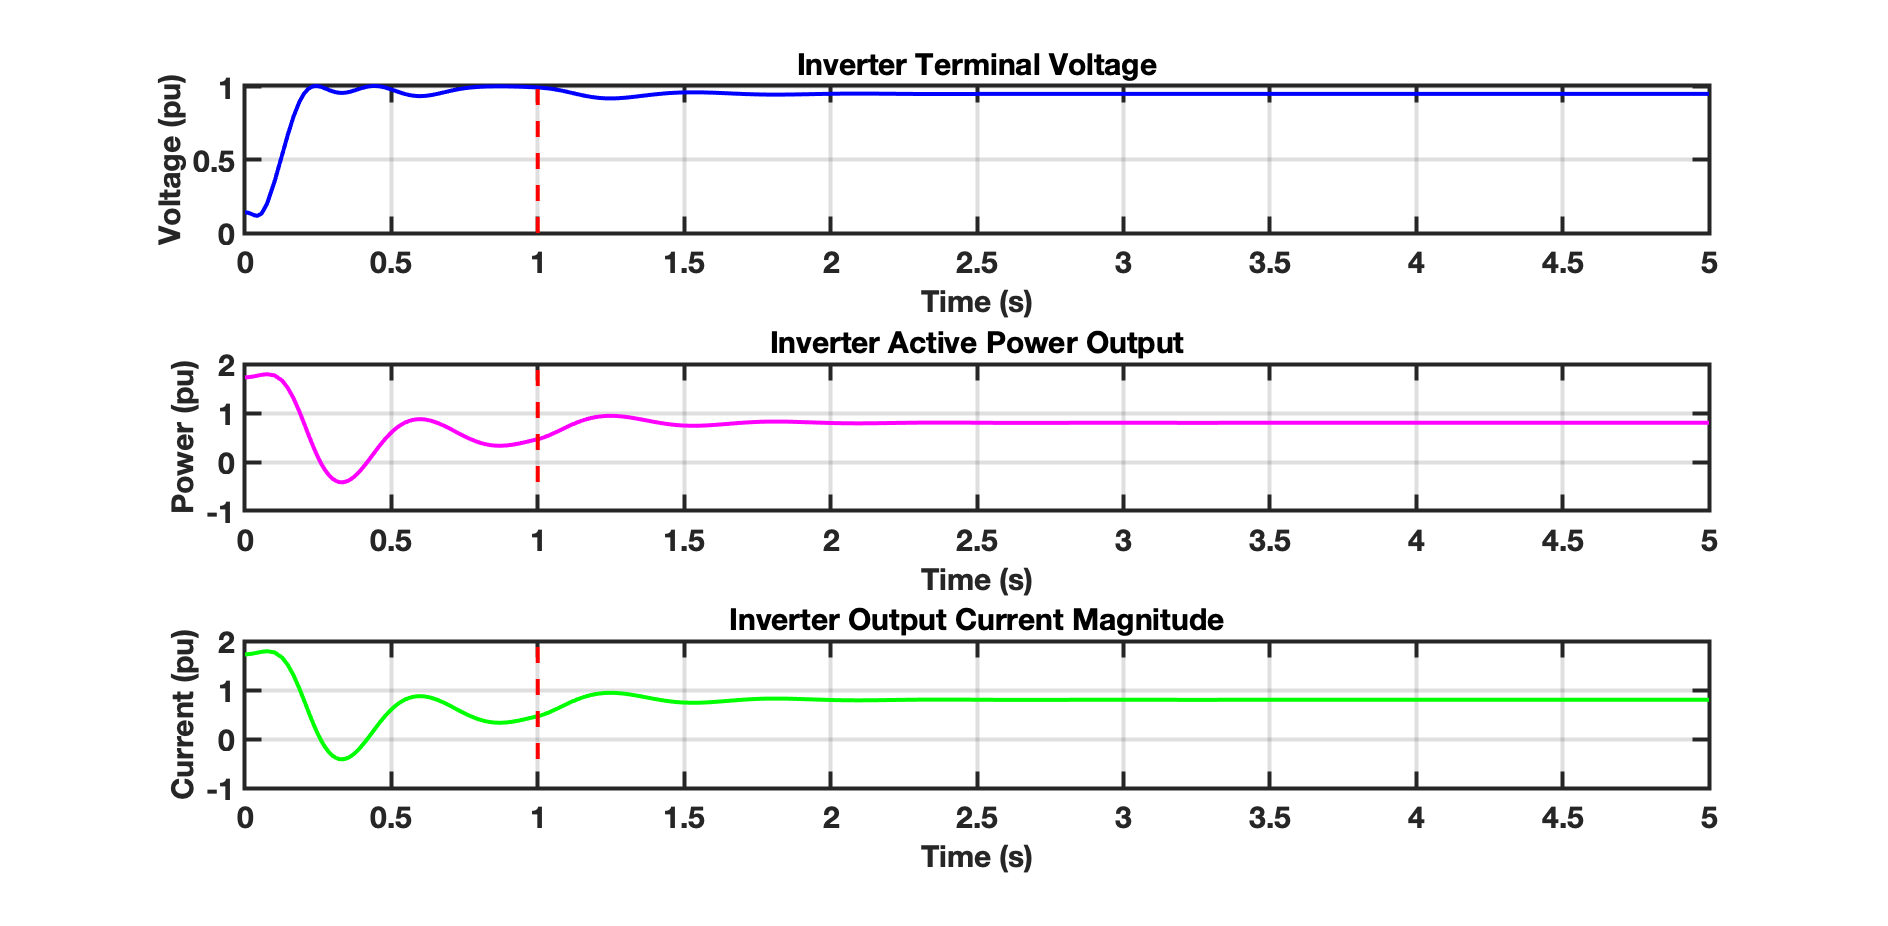 Inverter Terminal Voltage
Voltage (pu)
1
0.5
0
0 0.5 1 1.5 2 2.5 3 3.5 4 4.5 5
Time (s)
Inverter Active Power Output
Power (pu)
2
1
0
-1
0 0.5 1 1.5 2 2.5 3 3.5 4 4.5 5
Time (s)
Inverter Output Current Magnitude
Current (pu)
2
1
0
-1
0 0.5 1 1.5 2 2.5 3 3.5 4 4.5 5
Time (s)